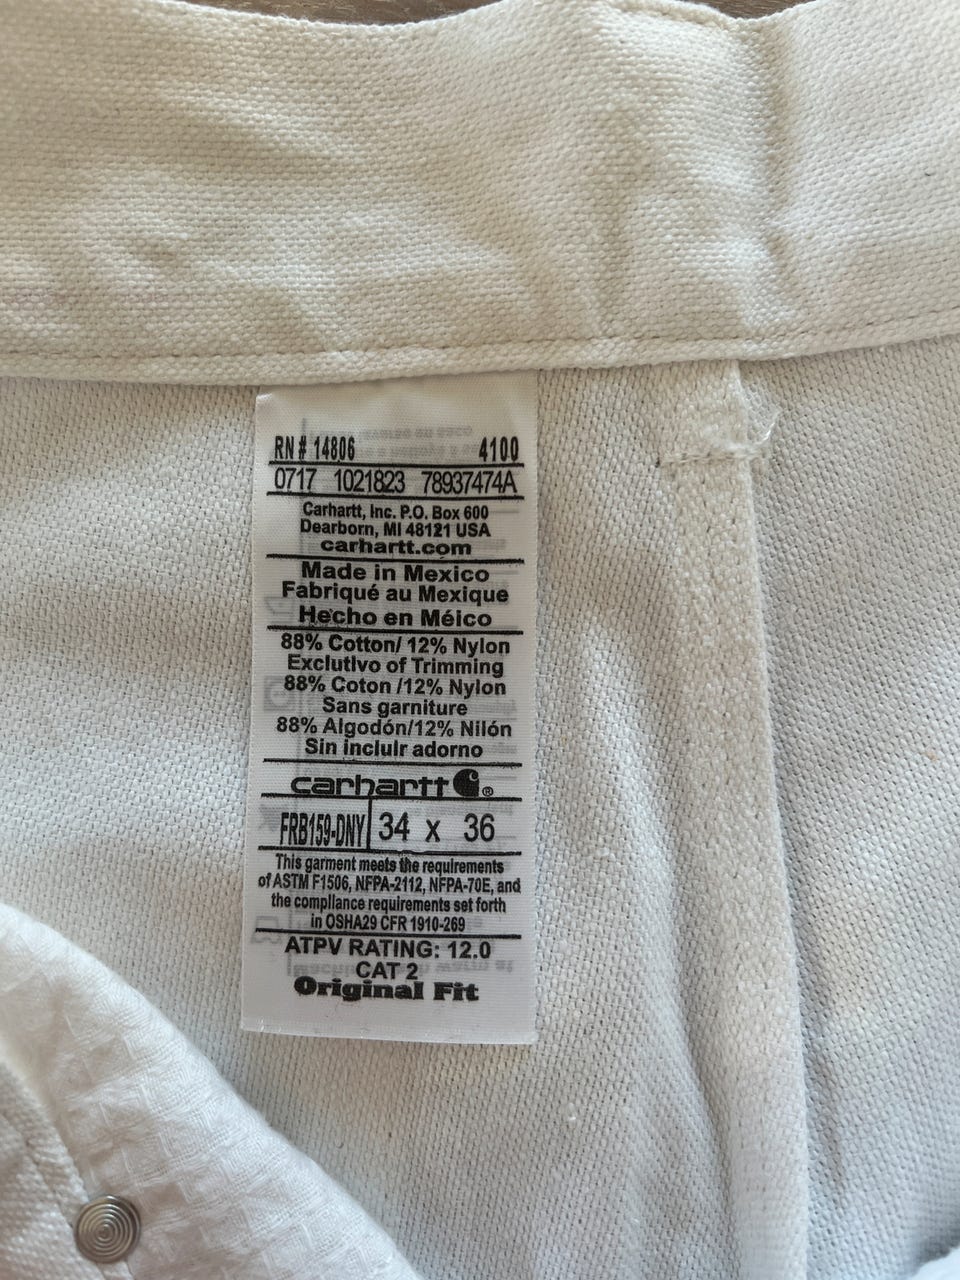 RN # 14806 4100
0717 1021823 78937474A
Carhartt, Inc. P.O. Box 600
Dearborn, MI 48121 USA
carhartt.com
Made in Mexico
Fabriqué au Mexique
Hecho en Méico
88% Cotton/ 12% Nylon
Exclutlvo of Trimming
88% Coton /12% Nylon
Sans garniture
88% Algodón/12% Nilón
Sin inclulr adorno
carhartt ®
FRB159-DNY 34 x 36
This garment meets the requirements
of ASTM F1506, NFPA-2112, NFPA-70E, and
the compllance requirements set forth
in OSHA29 CFR 1910-269
ATPV RATING: 12.0
CAT 2
Original Fit